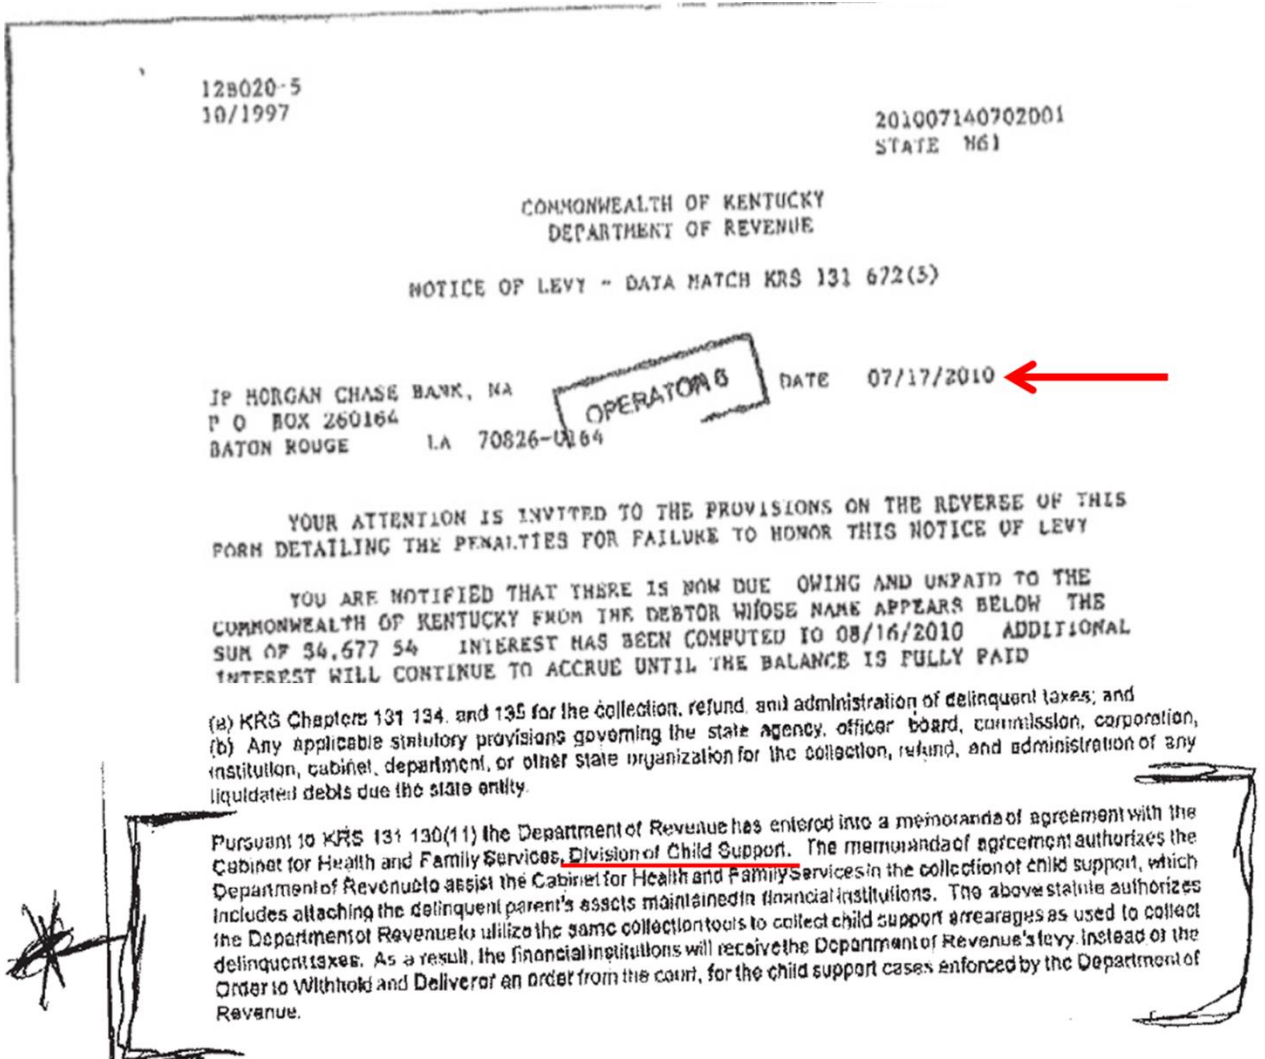 12B020-5
10/1997
201007140702001
STATE N61
COMMONWEALTH OF KENTUCKY
DEPARTMENT OF REVENUE
NOTICE OF LEVY - DATA MATCH KRS 131 672(5)
OPERATOR 6
DATE 07/17/2010
JP MORGAN CHASE BANK, NA
P O BOX 260164
BATON ROUGE LA 70826-0164
YOUR ATTENTION IS INVITED TO THE PROVISIONS ON THE REVERSE OF THIS
FORM DETAILING THE PENALTIES FOR FAILURE TO HONOR THIS NOTICE OF LEVY
YOU ARE NOTIFIED THAT THERE IS NOW DUE OWING AND UNPAID TO THE
COMMONWEALTH OF KENTUCKY FROM THE DEBTOR WHOSE NAME APPEARS BELOW THE
SUM OF $4,677 54 INTEREST HAS BEEN COMPUTED TO 08/16/2010 ADDITIONAL
INTEREST WILL CONTINUE TO ACCRUE UNTIL THE BALANCE IS FULLY PAID
(a) KRS Chapters 131 134, and 135 for the collection, refund, and administration of delinquent taxes; and
(b) Any applicable statutory provisions governing the state agency, officer board, commission, corporation,
institution, cabinet, department, or other state organization for the collection, refund, and administration of any
liquidated debts due the state entity.
Pursuant to KRS 131 130(11) the Department of Revenue has entered into a memoranda of agreement with the
Cabinet for Health and Family Services, Division of Child Support. The memoranda of agreement authorizes the
Department of Revenue to assist the Cabinet for Health and Family Services in the collection of child support, which
includes attaching the delinquent parent's assets maintained in financial institutions. The above statute authorizes
the Department of Revenue to utilize the same collection tools to collect child support arrearages as used to collect
delinquent taxes. As a result, the financial institutions will receive the Department of Revenue's levy, instead of the
Order to Withhold and Deliver or an order from the court, for the child support cases enforced by the Department of
Revenue.